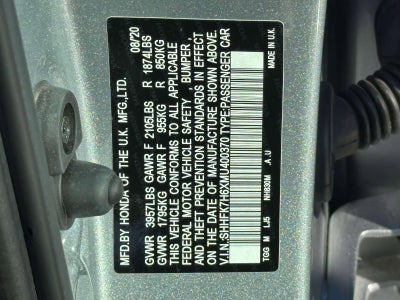 MFD.BY HONDA OF THE U.K. MFG.,LTD. 08/20
GVWR 3957LBS GAWR F 2105LBS R 1874LBS
GVWR 1795KG GAWR F 955KG R 850KG
THIS VEHICLE CONFORMS TO ALL APPLICABLE
FEDERAL MOTOR VEHICLE SAFETY, BUMPER,
AND THEFT PREVENTION STANDARDS IN EFFECT
ON THE DATE OF MANUFACTURE SHOWN ABOVE.
V.I.N.:SHHFK7H6XMU400370 TYPE:PASSENGER CAR
TGG M LJ5 NH830M .A.U MADE IN U.K.